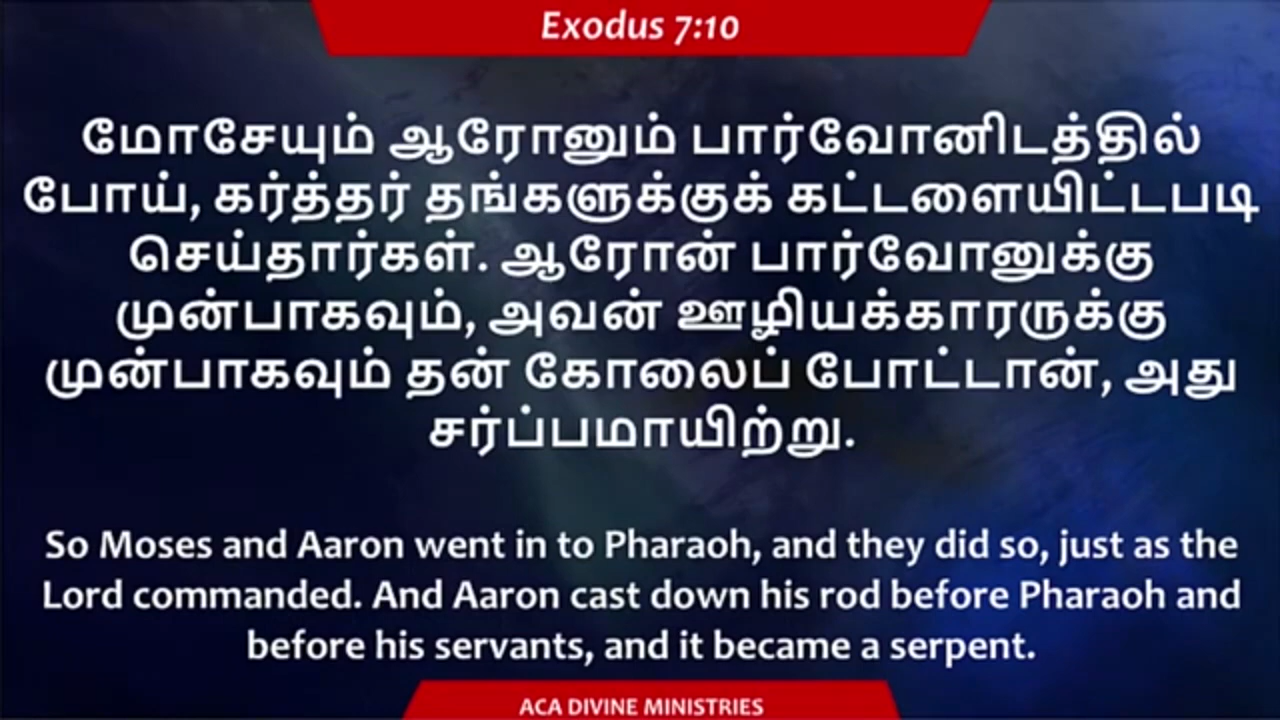 Exodus 7:10
மோசேயும் ஆரோனும் பார்வோனிடத்தில்
போய், கர்த்தர் தங்களுக்குக் கட்டளையிட்டபடி
செய்தார்கள். ஆரோன் பார்வோனுக்கு
முன்பாகவும், அவன் ஊழியக்காரருக்கு
முன்பாகவும் தன் கோலைப் போட்டான், அது
சர்ப்பமாயிற்று.
So Moses and Aaron went in to Pharaoh, and they did so, just as the
Lord commanded. And Aaron cast down his rod before Pharaoh and
before his servants, and it became a serpent.
ACA DIVINE MINISTRIES